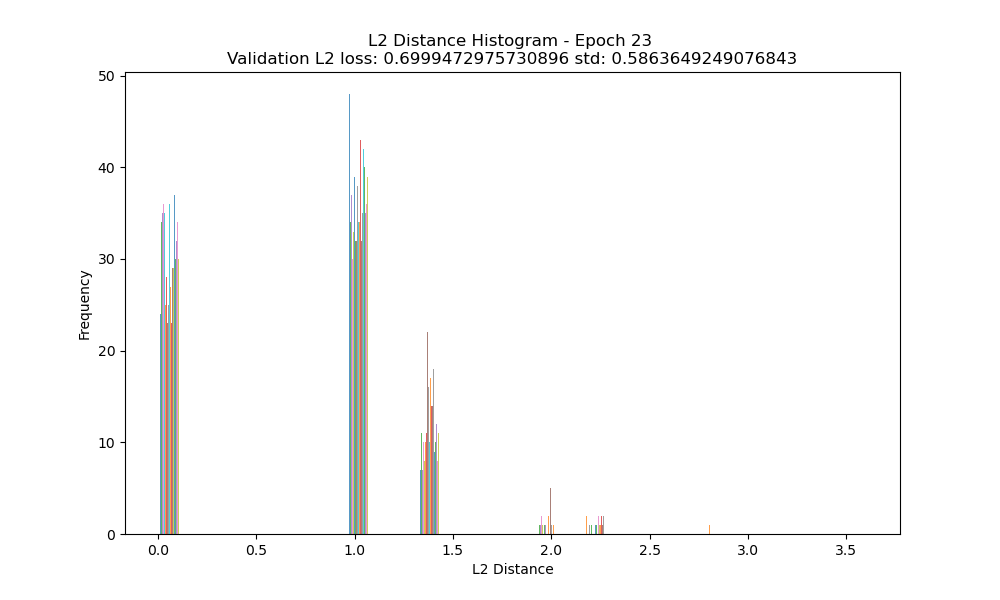 L2 Distance Histogram - Epoch 23
Validation L2 loss: 0.6999472975730896 std: 0.5863649249076843
50
40
30
20
10
0
Frequency
0.0 0.5 1.0 1.5 2.0 2.5 3.0 3.5
L2 Distance